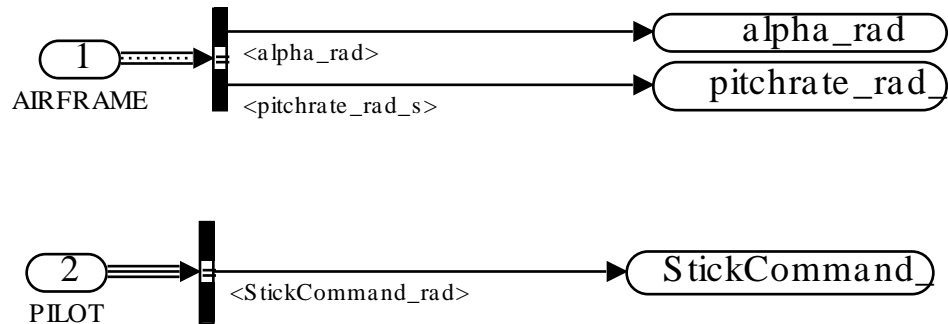 1
AIRFRAME
<alpha_rad>
alpha_rad
<pitchrate_rad_s>
pitchrate_rad_
2
PILOT
<StickCommand_rad>
StickCommand_